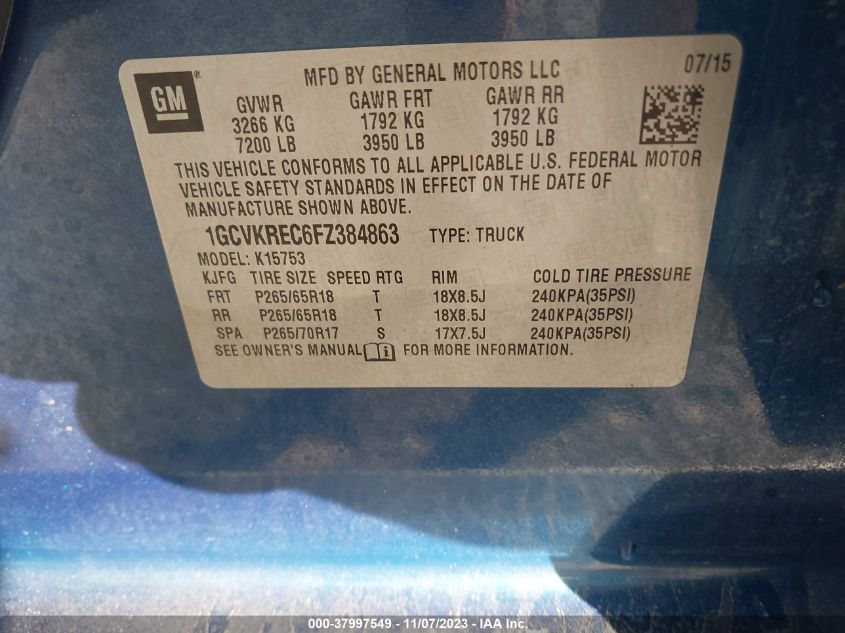 GM®
MFD BY GENERAL MOTORS LLC 07/15
GVWR GAWR FRT GAWR RR
3266 KG 1792 KG 1792 KG
7200 LB 3950 LB 3950 LB
THIS VEHICLE CONFORMS TO ALL APPLICABLE U.S. FEDERAL MOTOR
VEHICLE SAFETY STANDARDS IN EFFECT ON THE DATE OF
MANUFACTURE SHOWN ABOVE.
1GCVKREC6FZ384863 TYPE: TRUCK
MODEL: K15753
KJFG TIRE SIZE SPEED RTG RIM COLD TIRE PRESSURE
FRT P265/65R18 T 18X8.5J 240KPA(35PSI)
RR P265/65R18 T 18X8.5J 240KPA(35PSI)
SPA P265/70R17 S 17X7.5J 240KPA(35PSI)
SEE OWNER'S MANUAL FOR MORE INFORMATION.
000-37997549 - 11/07/2023 - IAA Inc.